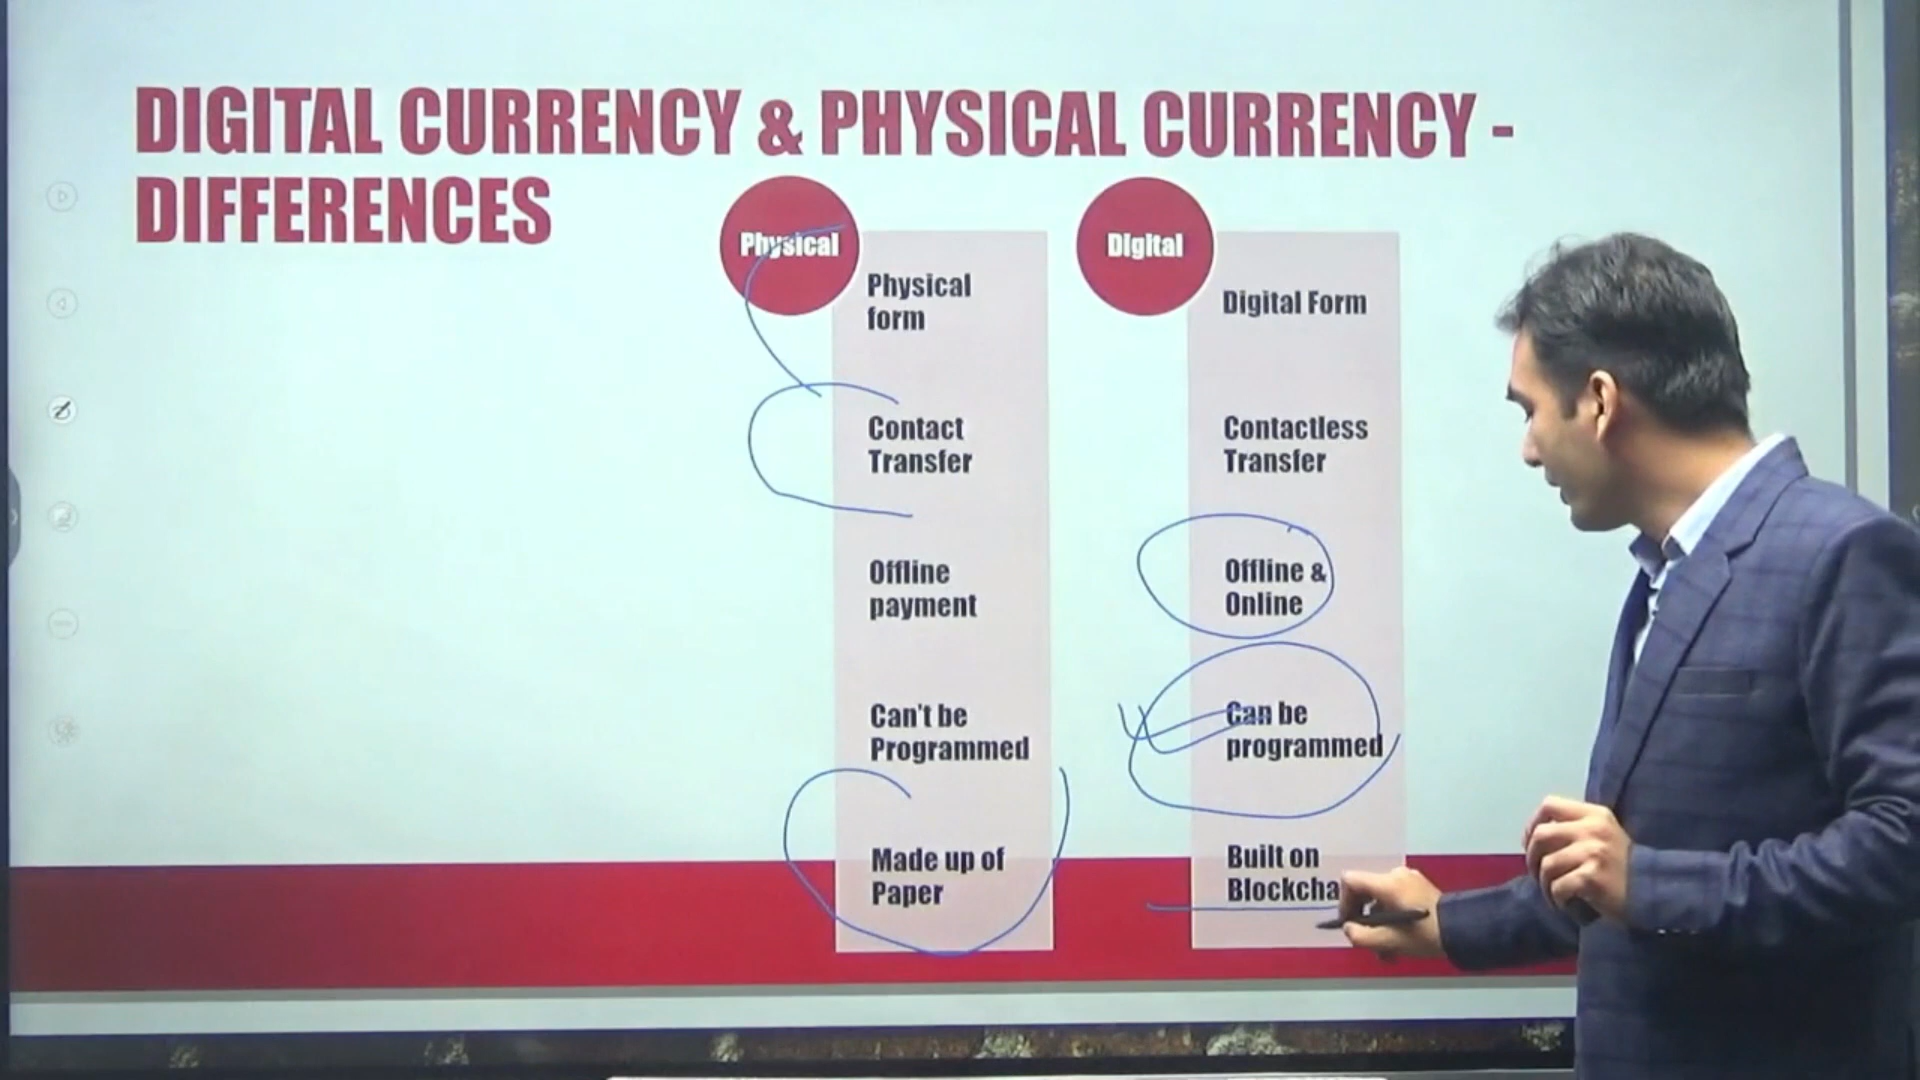 DIGITAL CURRENCY & PHYSICAL CURRENCY -
DIFFERENCES
Physical
Physical
form
Contact
Transfer
Offline
payment
Can't be
Programmed
Made up of
Paper
Digital
Digital Form
Contactless
Transfer
Offline &
Online
Can be
programmed
Built on